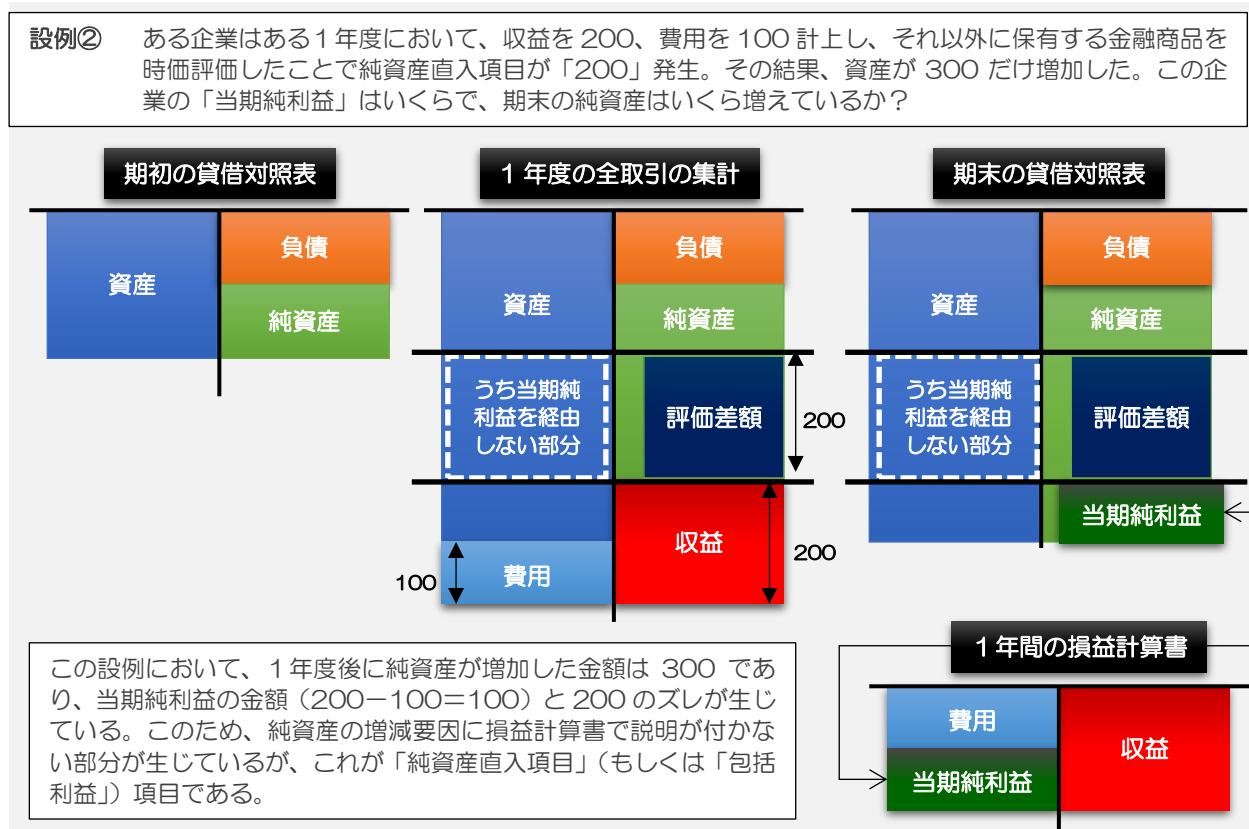 設例② ある企業はある1年度において、収益を200、費用を100計上し、それ以外に保有する金融商品を
時価評価したことで純資産直入項目が「200」発生。その結果、資産が300だけ増加した。この企
業の「当期純利益」はいくらで、期末の純資産はいくら増えているか？
期初の貸借対照表
資産
負債
純資産
1年度の全取引の集計
資産
負債
純資産
うち当期純
利益を経由
しない部分
評価差額
200
収益
200
費用
100
期末の貸借対照表
資産
負債
純資産
うち当期純
利益を経由
しない部分
評価差額
当期純利益
この設例において、1年度後に純資産が増加した金額は300であ
り、当期純利益の金額（200－100＝100）と200のズレが生じ
ている。このため、純資産の増減要因に損益計算書で説明が付かな
い部分が生じているが、これが「純資産直入項目」（もしくは「包括
利益」）項目である。
1年間の損益計算書
費用
収益
当期純利益